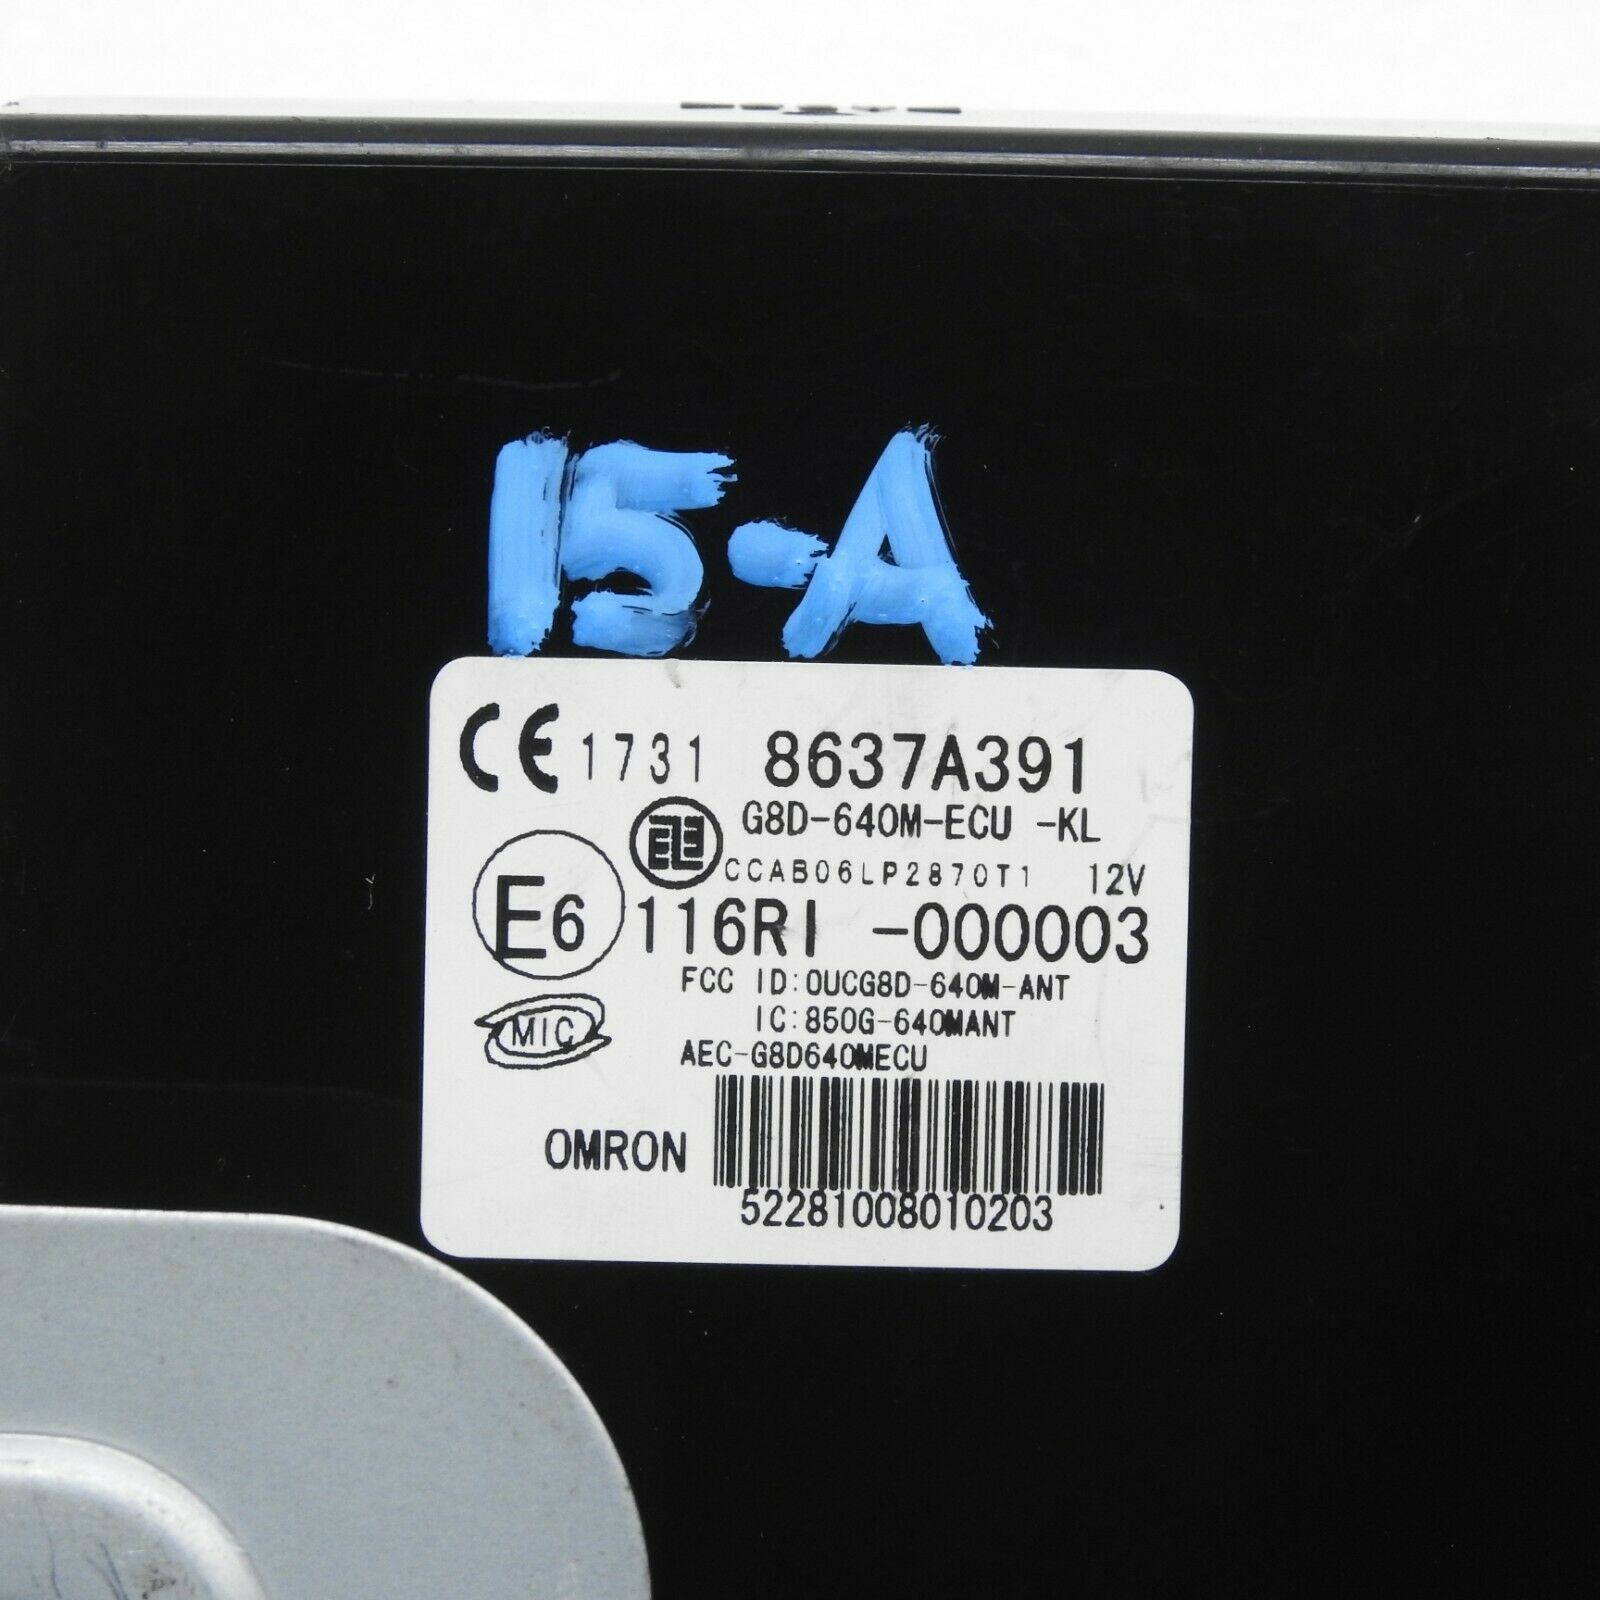 15-A
CE 1731 8637A391
G8D-640M-ECU -KL
CCAB06LP2870T1 12V
E6 116RI -000003
FCC ID:OUCG8D-640M-ANT
IC:850G-640MANT
MIC
AEC-G8D640MECU
OMRON
52281008010203